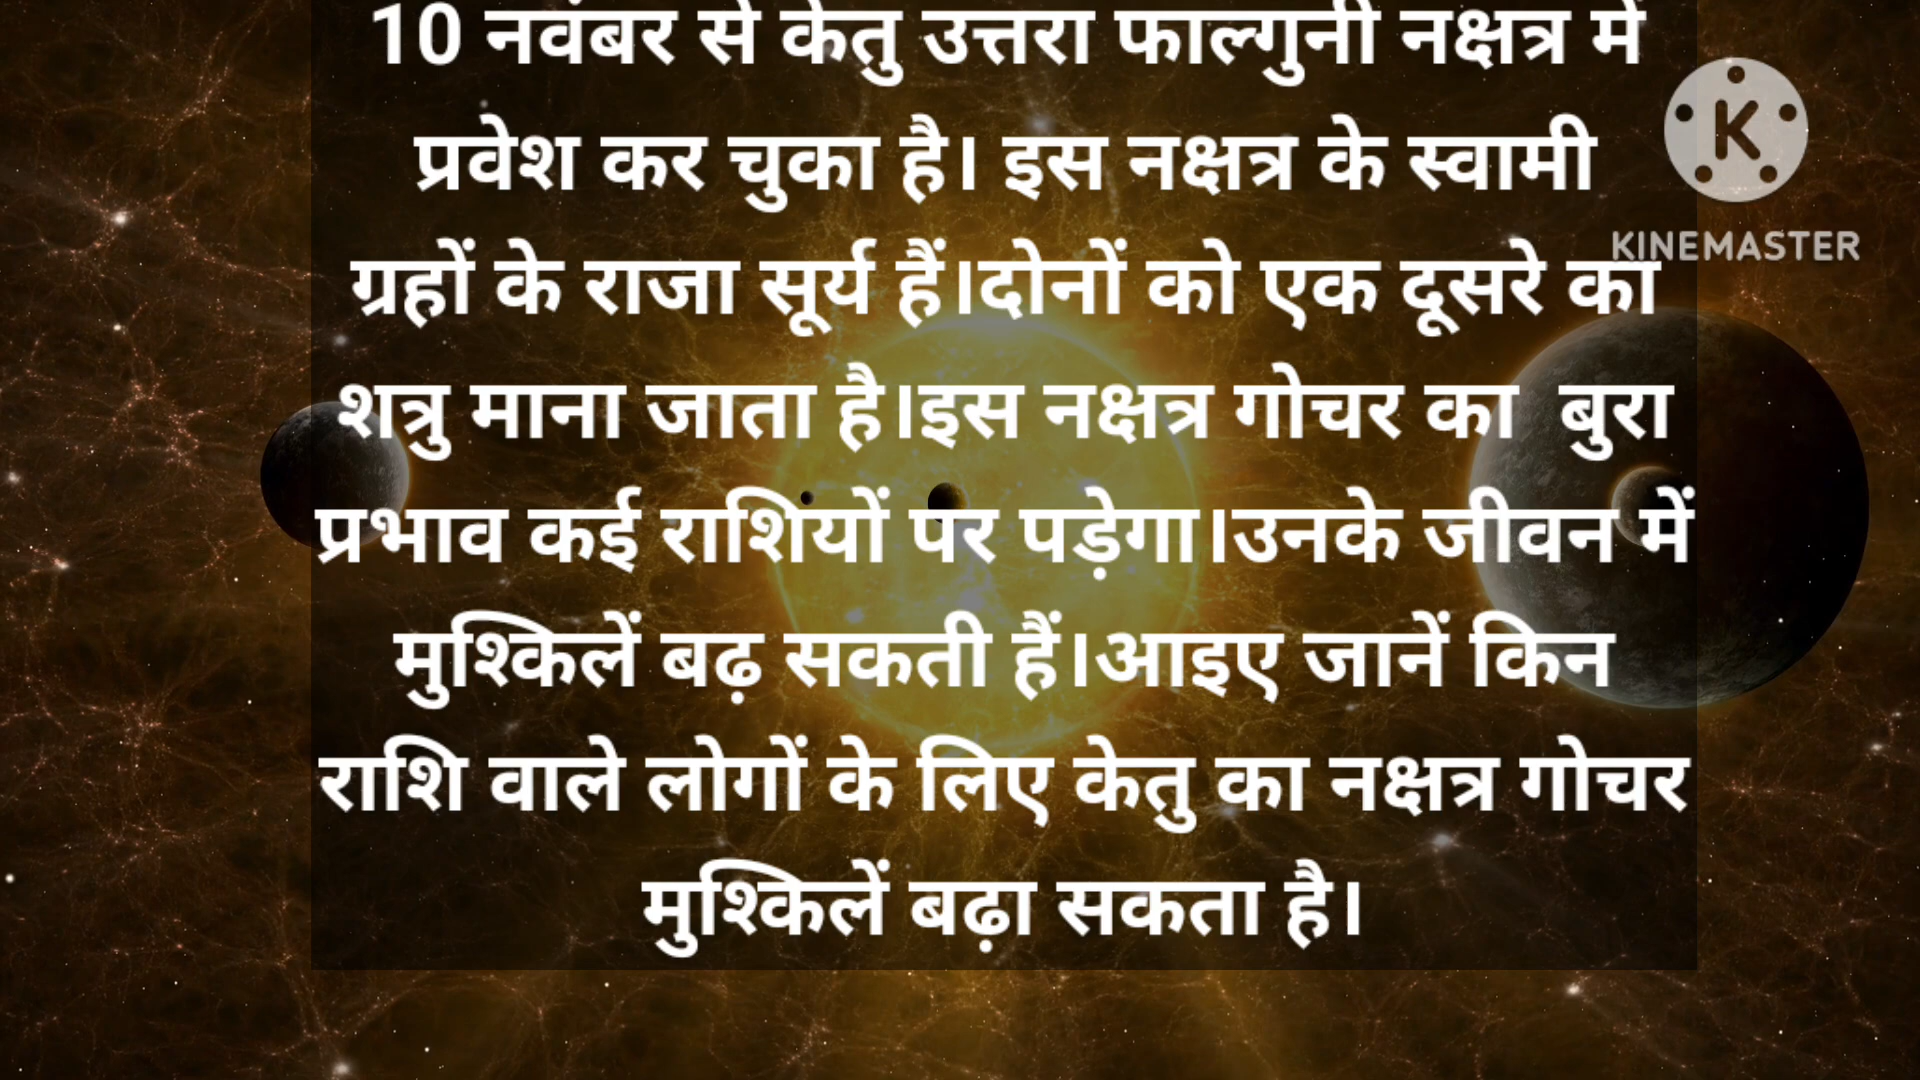 10 नवंबर से केतु उत्तरा फाल्गुनी नक्षत्र में
प्रवेश कर चुका है। इस नक्षत्र के स्वामी
ग्रहों के राजा सूर्य हैं।दोनों को एक दूसरे का
शत्रु माना जाता है।इस नक्षत्र गोचर का  बुरा
प्रभाव कई राशियों पर पड़ेगा।उनके जीवन में
मुश्किलें बढ़ सकती हैं।आइए जानें किन
राशि वाले लोगों के लिए केतु का नक्षत्र गोचर
मुश्किलें बढ़ा सकता है।
K
KINEMASTER